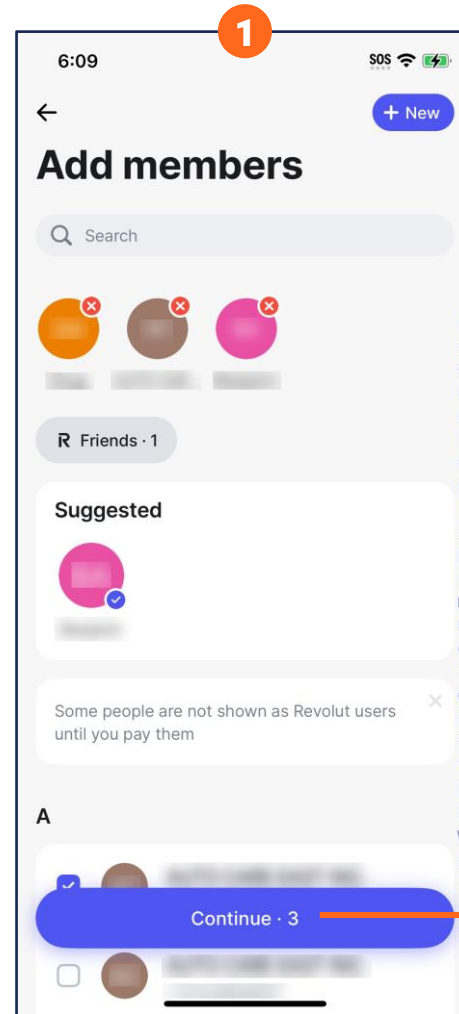 1
6:09
SOS
+ New
Add members
Search
R Friends · 1
Suggested
Some people are not shown as Revolut users
until you pay them
A
Continue · 3